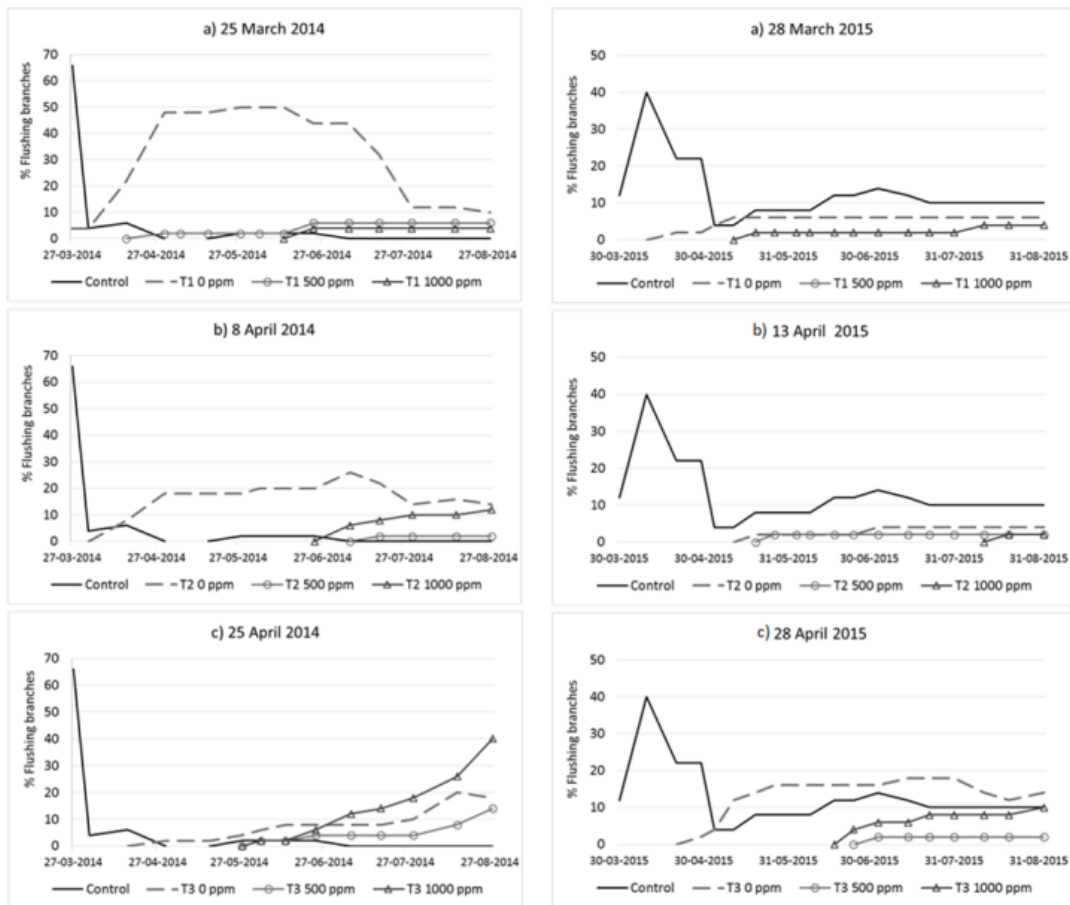 a) 25 March 2014
% Flushing branches
70
60
50
40
30
20
10
0
27-03-2014 27-04-2014 27-05-2014 27-06-2014 27-07-2014 27-08-2014
Control T1 0 ppm T1 500 ppm T1 1000 ppm
a) 28 March 2015
% Flushing branches
50
40
30
20
10
0
30-03-2015 30-04-2015 31-05-2015 30-06-2015 31-07-2015 31-08-2015
Control T1 0 ppm T1 500 ppm T1 1000 ppm
b) 8 April 2014
% Flushing branches
70
60
50
40
30
20
10
0
27-03-2014 27-04-2014 27-05-2014 27-06-2014 27-07-2014 27-08-2014
Control T2 0 ppm T2 500 ppm T2 1000 ppm
b) 13 April 2015
% Flushing branches
50
40
30
20
10
0
30-03-2015 30-04-2015 31-05-2015 30-06-2015 31-07-2015 31-08-2015
Control T2 0 ppm T2 500 ppm T2 1000 ppm
c) 25 April 2014
% Flushing branches
70
60
50
40
30
20
10
0
27-03-2014 27-04-2014 27-05-2014 27-06-2014 27-07-2014 27-08-2014
Control T3 0 ppm T3 500 ppm T3 1000 ppm
c) 28 April 2015
% Flushing branches
50
40
30
20
10
0
30-03-2015 30-04-2015 31-05-2015 30-06-2015 31-07-2015 31-08-2015
Control T3 0 ppm T3 500 ppm T3 1000 ppm